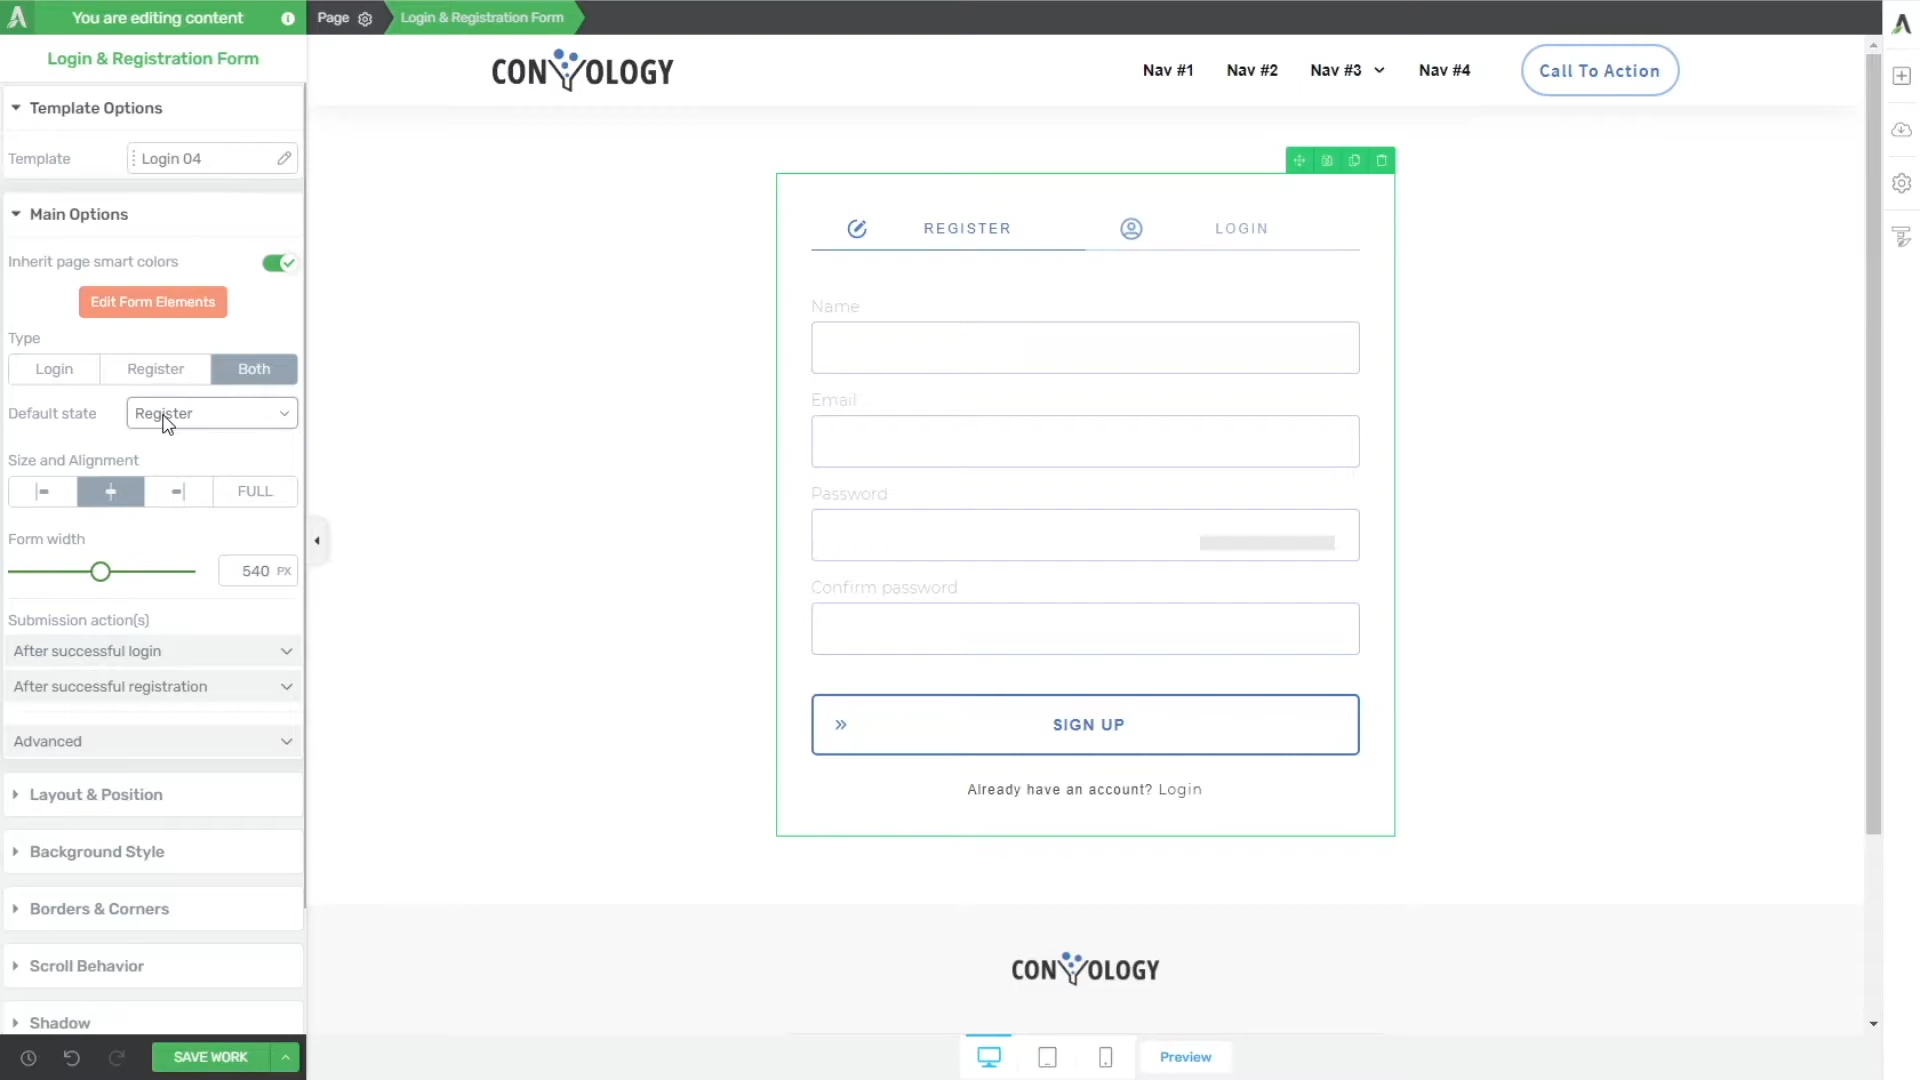 You are editing content
Page
Login & Registration Form
Login & Registration Form
Template Options
Template
Login 04
Main Options
Inherit page smart colors
Edit Form Elements
Type
Login
Register
Both
Default state
Register
Size and Alignment
FULL
Form width
540 PX
Submission action(s)
After successful login
After successful registration
Advanced
Layout & Position
Background Style
Borders & Corners
Scroll Behavior
Shadow
SAVE WORK
CONVOLOGY
Nav #1
Nav #2
Nav #3
Nav #4
Call To Action
REGISTER
LOGIN
Name
Email
Password
Confirm password
SIGN UP
Already have an account? Login
CONVOLOGY
Preview